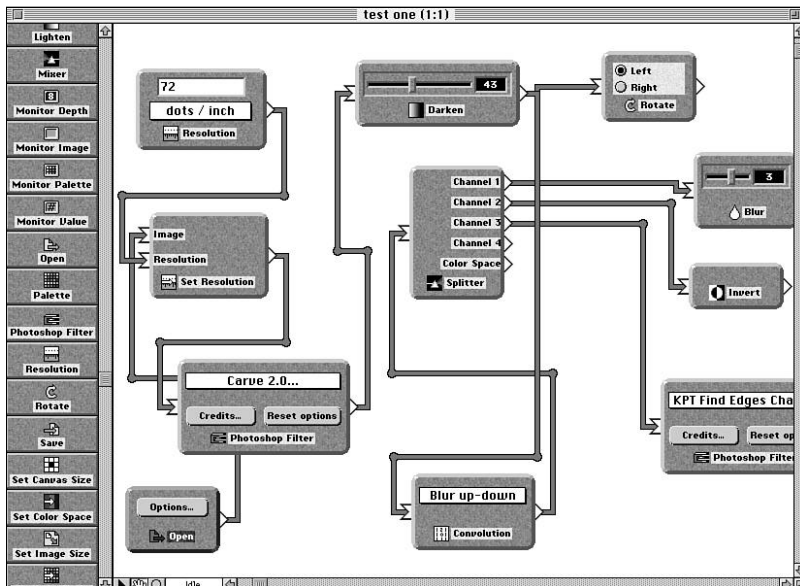 test one (1:1)
Lighten
Mixer
Monitor Depth
Monitor Image
Monitor Palette
Monitor Value
Open
Palette
Photoshop Filter
Resolution
Rotate
Save
Set Canvas Size
Set Color Space
Set Image Size
72
dots / inch
Resolution
Image
Resolution
Set Resolution
Carve 2.0...
Credits...
Reset options
Photoshop Filter
Options...
Open
43
Darken
Channel 1
Channel 2
Channel 3
Channel 4
Color Space
Splitter
Blur up-down
Convolution
Left
Right
Rotate
3
Blur
Invert
KPT Find Edges Cha
Credits...
Reset op
Photoshop Filter
Idle